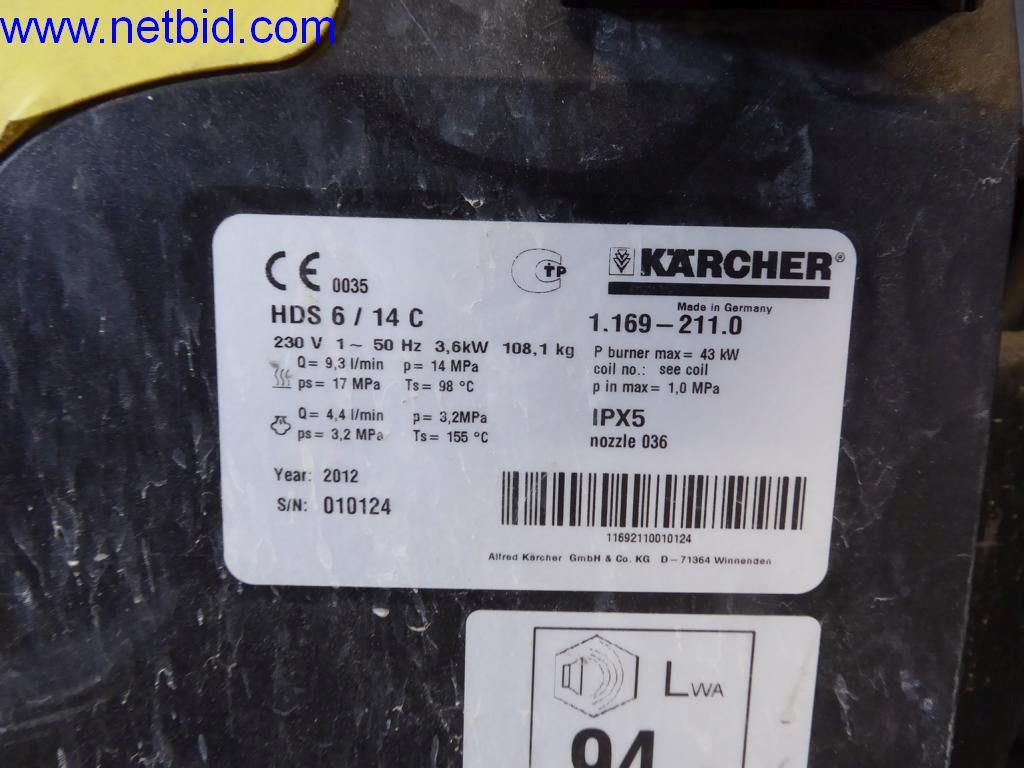 www.netbid.com
CE 0035
TP
KÄRCHER®
Made in Germany
HDS 6 / 14 C
1.169-211.0
230 V 1~ 50 Hz 3,6kW 108,1 kg
Q= 9,3 l/min p= 14 MPa
ps= 17 MPa Ts= 98 °C
P burner max= 43 kW
coil no.: see coil
p in max= 1,0 MPa
Q= 4,4 l/min p= 3,2MPa
ps= 3,2 MPa Ts= 155 °C
IPX5
nozzle 036
Year: 2012
S/N: 010124
11692110010124
Alfred Kärcher GmbH & Co. KG D-71364 Winnenden
LWA
94